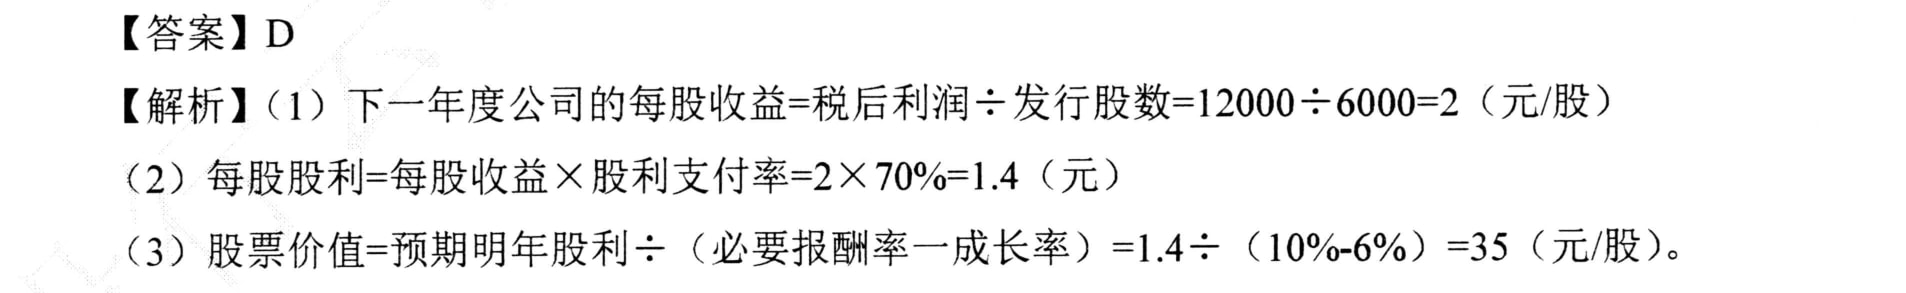 【答案】D
【解析】（1）下一年度公司的每股收益=税后利润÷发行股数=12000÷6000=2（元/股）
（2）每股股利=每股收益×股利支付率=2×70%=1.4（元）
（3）股票价值=预期明年股利÷（必要报酬率一成长率）=1.4÷（10%-6%）=35（元/股）。